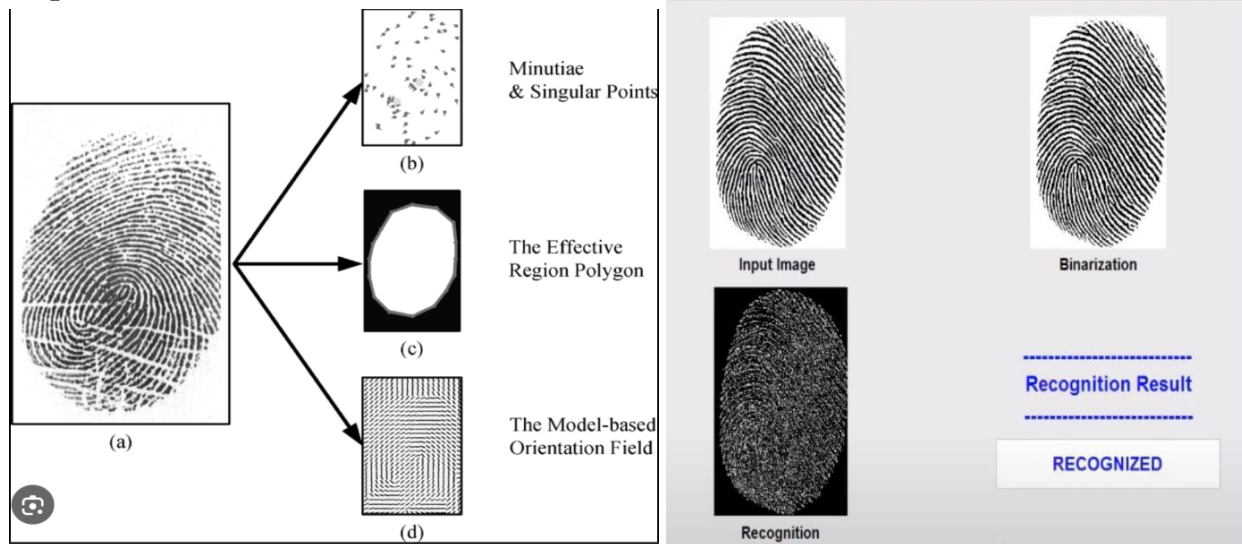 Minutiae
& Singular Points
(b)
The Effective
Region Polygon
(c)
(a)
The Model-based
Orientation Field
(d)
Input Image
Binarization
Recognition Result
RECOGNIZED
Recognition